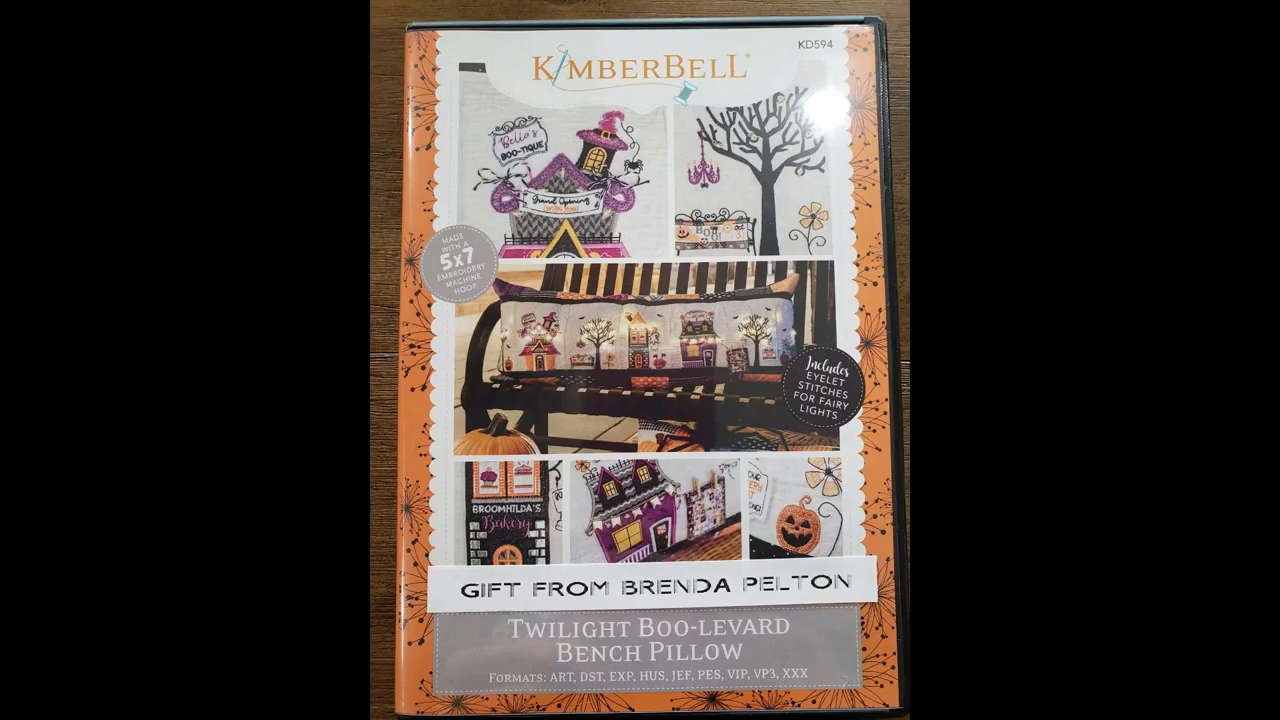 KD594
KIMBERBELL®
Bella's
BOO-TIQUE
Grand Opening
BOO!
MADE
WITH A
5x7
EMBROIDERY
MACHINE
HOOP
Includes
EYELET
STITCHES
FOR FAIRY
LIGHTS
BROOMHILDA'S
Bakery
GIFT FROM BRENDA PELTON
TWILIGHT BOO-LEVARD
BENCH PILLOW
FORMATS: ART, DST, EXP, HUS, JEF, PES, VIP, VP3, XXX